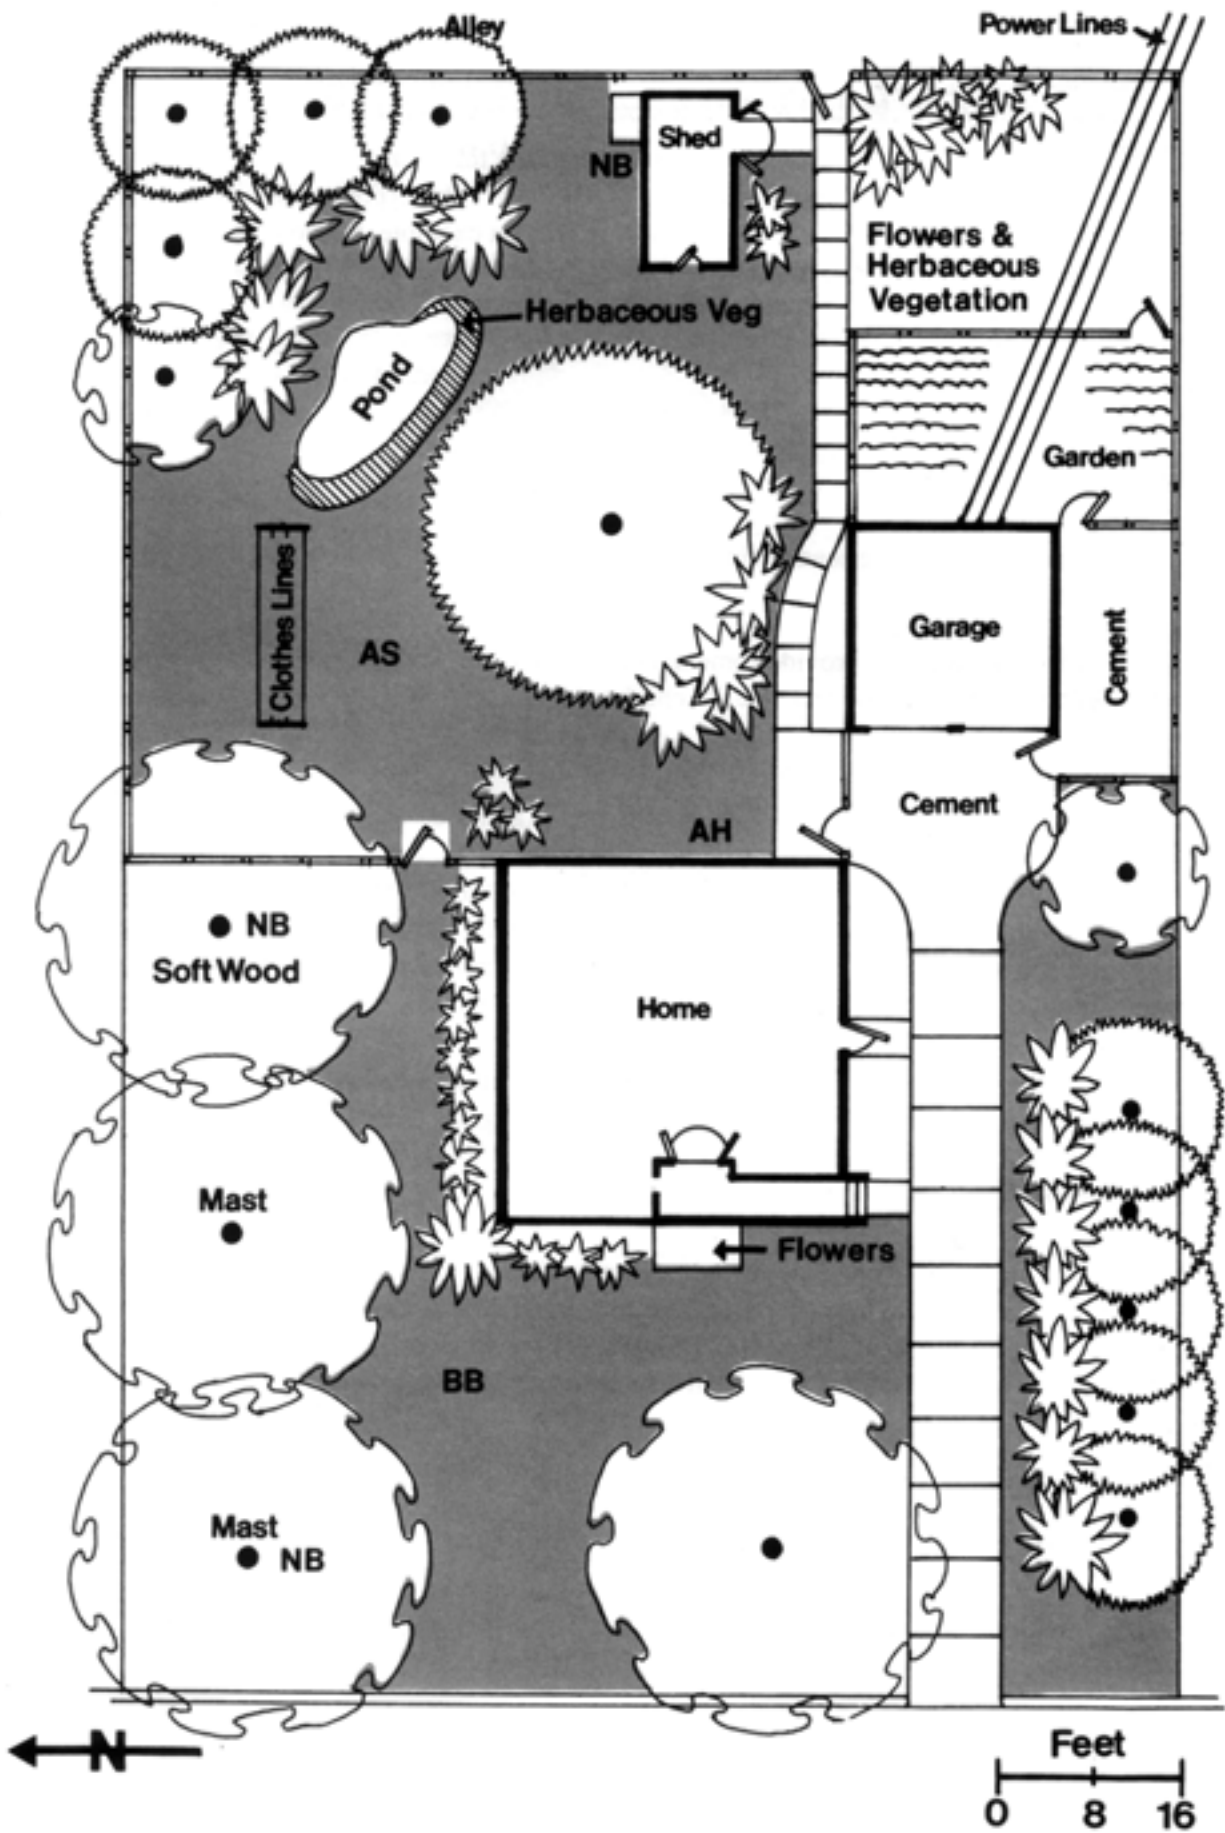 Alley
Power Lines
Shed
NB
Flowers &
Herbaceous
Vegetation
Herbaceous Veg
Pond
Garden
Clothes Lines
AS
Garage
Cement
Cement
AH
NB
Soft Wood
Home
Mast
Flowers
BB
Mast
NB
N
Feet
0 8 16